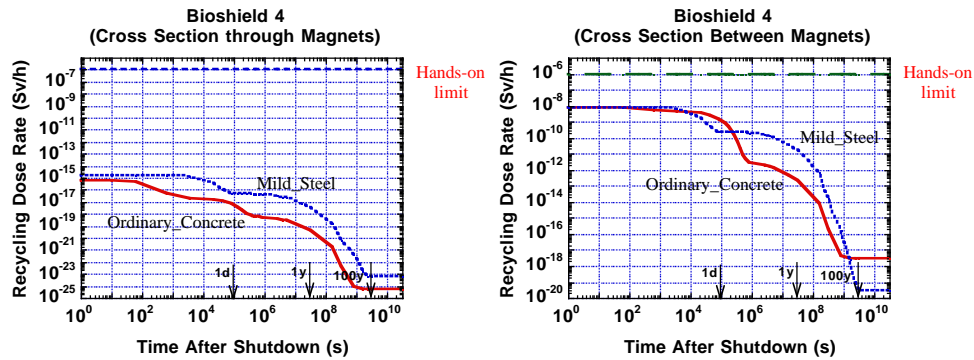 Bioshield 4
(Cross Section through Magnets)
Recycling Dose Rate (Sv/h)
10^-7
10^-9
10^-11
10^-13
10^-15
10^-17
10^-19
10^-21
10^-23
10^-25
Hands-on
limit
Mild_Steel
Ordinary_Concrete
1d
1y
100y
10^0 10^2 10^4 10^6 10^8 10^10
Time After Shutdown (s)
Bioshield 4
(Cross Section Between Magnets)
Recycling Dose Rate (Sv/h)
10^-6
10^-8
10^-10
10^-12
10^-14
10^-16
10^-18
10^-20
Hands-on
limit
Mild_Steel
Ordinary_Concrete
1d
1y
100y
10^0 10^2 10^4 10^6 10^8 10^10
Time After Shutdown (s)